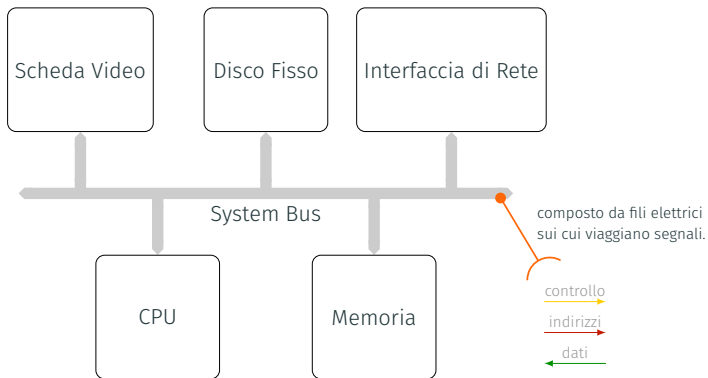 Scheda Video
Disco Fisso
Interfaccia di Rete
System Bus
composto da fili elettrici
sui cui viaggiano segnali.
CPU
Memoria
controllo
indirizzi
dati